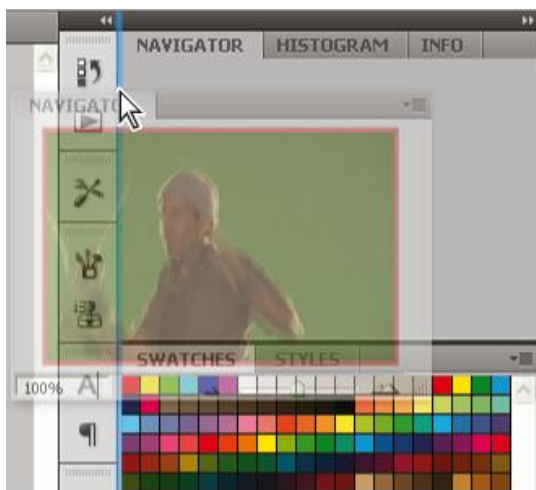 NAVIGATOR HISTOGRAM INFO
NAVIGATO
SWATCHES STYLES
100%
A
¶